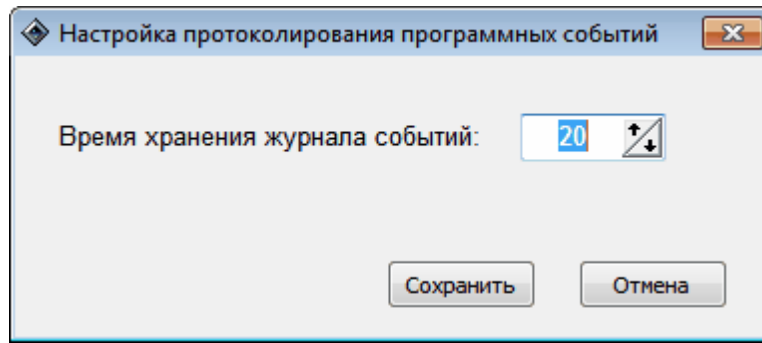 Настройка протоколирования программных событий
Время хранения журнала событий: 20
Сохранить Отмена